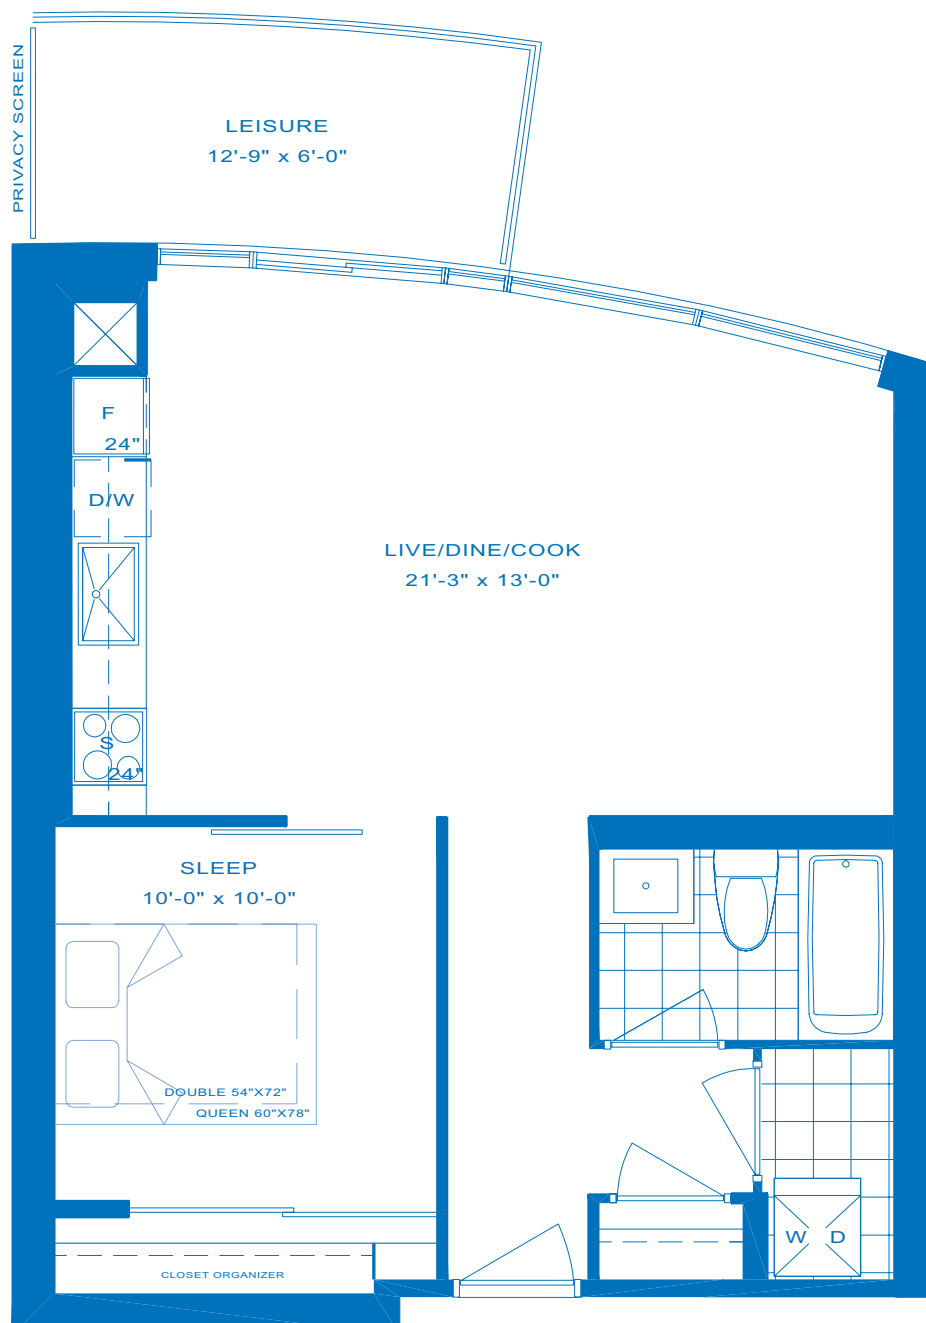 PRIVACY SCREEN
LEISURE
12'-9" x 6'-0"
F
24"
D/W
LIVE/DINE/COOK
21'-3" x 13'-0"
S
24"
SLEEP
10'-0" x 10'-0"
DOUBLE 54"X72"
QUEEN 60"X78"
W D
CLOSET ORGANIZER